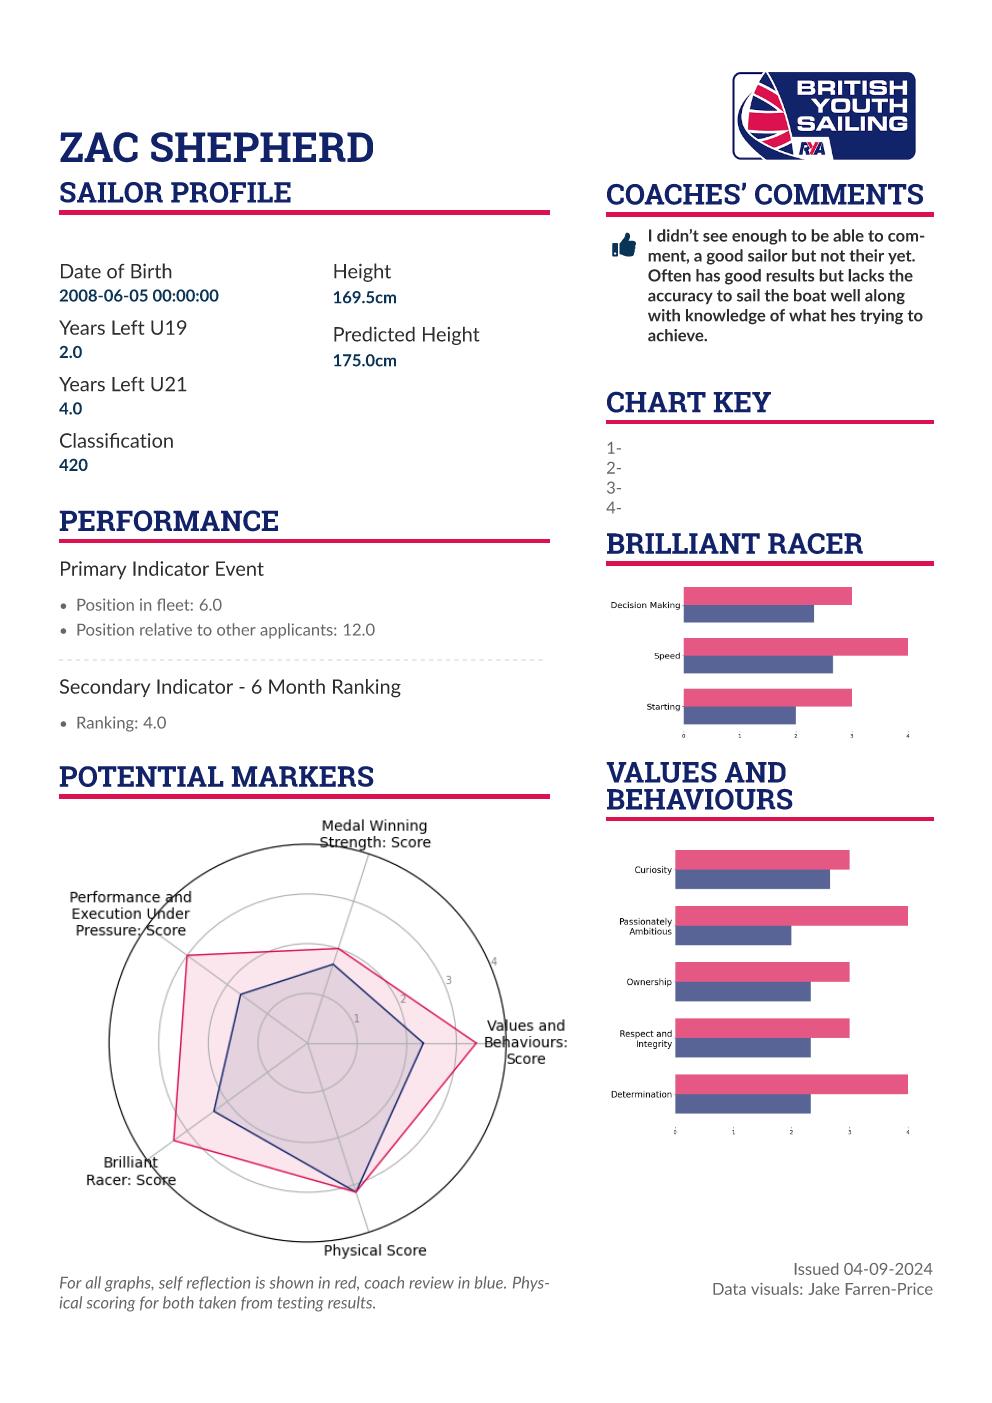 BRITISH
YOUTH
SAILING
RYA
ZAC SHEPHERD
SAILOR PROFILE
Date of Birth
2008-06-05 00:00:00
Years Left U19
2.0
Years Left U21
4.0
Classification
420
Height
169.5cm
Predicted Height
175.0cm
PERFORMANCE
Primary Indicator Event
• Position in fleet: 6.0
• Position relative to other applicants: 12.0
Secondary Indicator - 6 Month Ranking
• Ranking: 4.0
POTENTIAL MARKERS
Medal Winning
Strength: Score
Performance and
Execution Under
Pressure: Score
4
3
2
1
Values and
Behaviours:
Score
Brilliant
Racer: Score
Physical Score
For all graphs, self reflection is shown in red, coach review in blue. Phys-
ical scoring for both taken from testing results.
COACHES’ COMMENTS
I didn’t see enough to be able to com-
ment, a good sailor but not their yet.
Often has good results but lacks the
accuracy to sail the boat well along
with knowledge of what hes trying to
achieve.
CHART KEY
1-
2-
3-
4-
BRILLIANT RACER
Decision Making
Speed
Starting
0 1 2 3 4
VALUES AND
BEHAVIOURS
Curiosity
Passionately
Ambitious
Ownership
Respect and
Integrity
Determination
0 1 2 3 4
Issued 04-09-2024
Data visuals: Jake Farren-Price